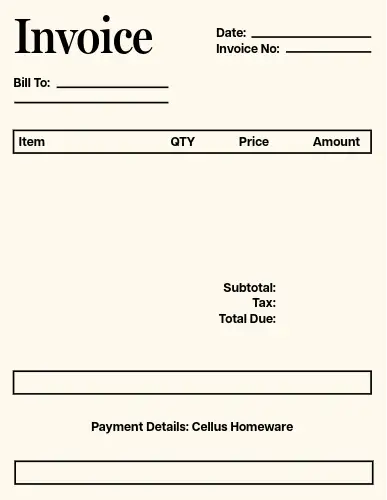 Invoice
Date:
Invoice No:
Bill To:
Item QTY Price Amount
Subtotal:
Tax:
Total Due:
Payment Details: Cellus Homeware